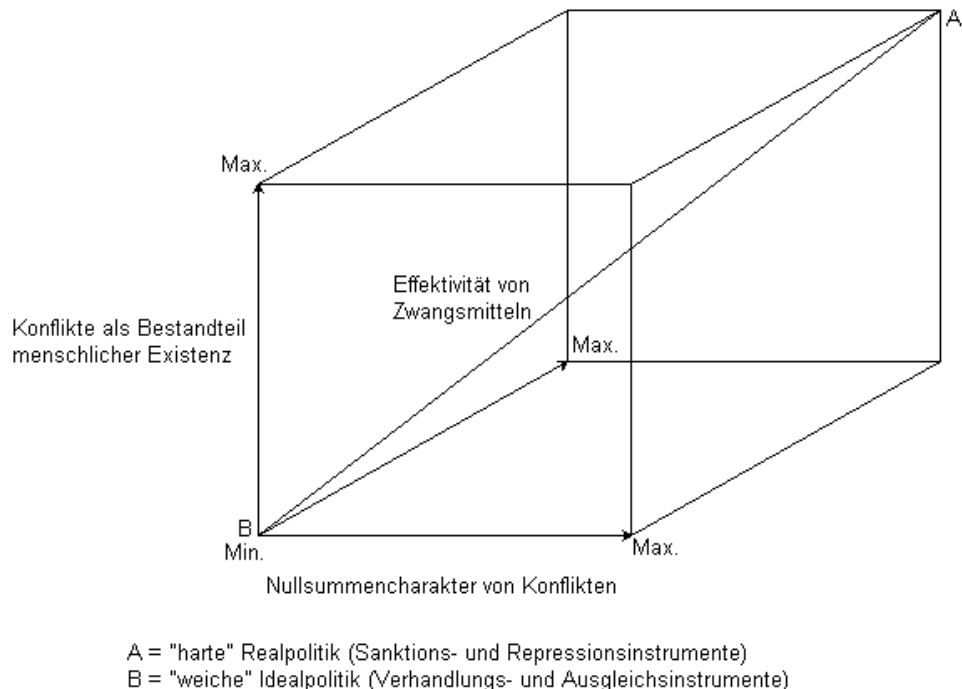 A
Max.
Effektivität von
Zwangsmitteln
Konflikte als Bestandteil
menschlicher Existenz
Max.
B
Min.
Max.
Nullsummencharakter von Konflikten
A = "harte" Realpolitik (Sanktions- und Repressionsinstrumente)
B = "weiche" Idealpolitik (Verhandlungs- und Ausgleichsinstrumente)